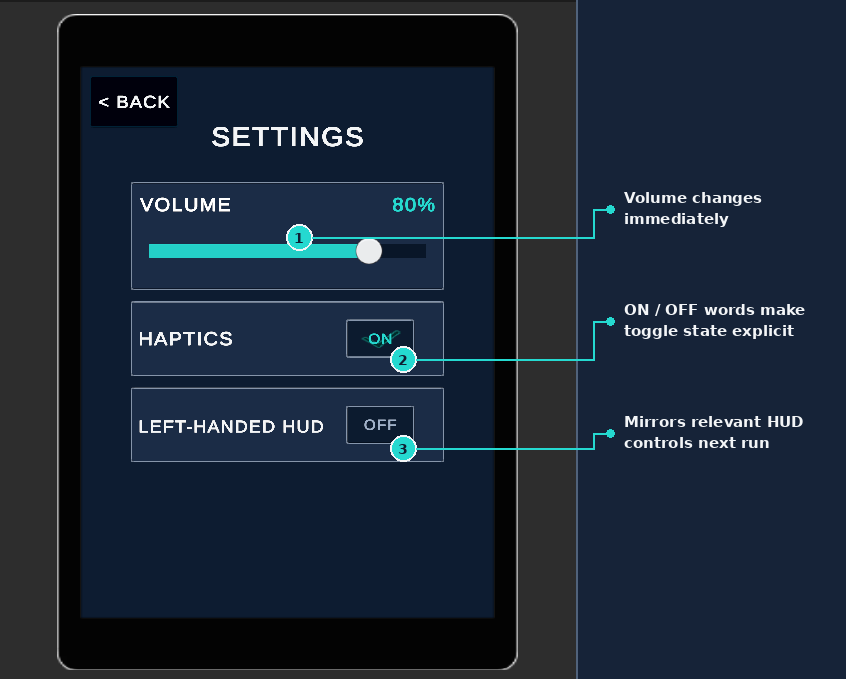 < BACK
SETTINGS
VOLUME 80%
1
HAPTICS ON
2
LEFT-HANDED HUD OFF
3
Volume changes
immediately
ON / OFF words make
toggle state explicit
Mirrors relevant HUD
controls next run